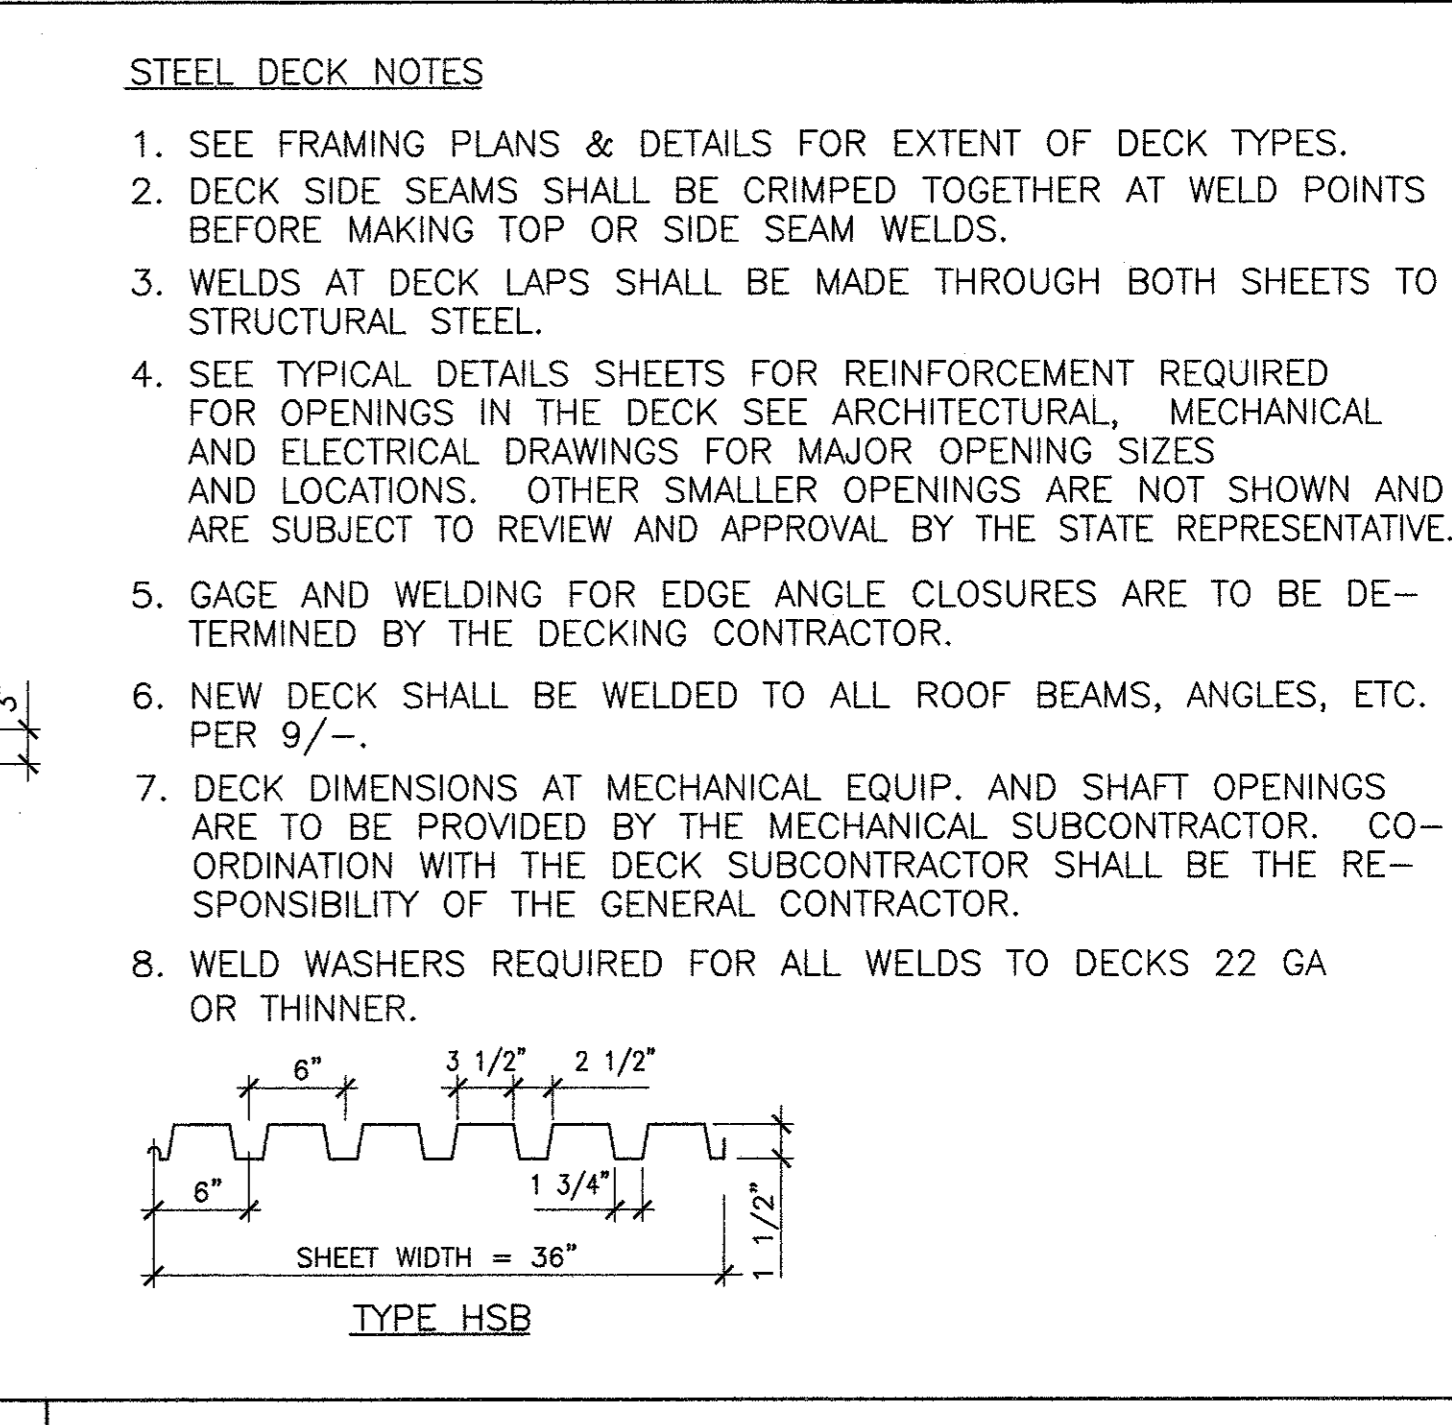 STEEL DECK NOTES
1. SEE FRAMING PLANS & DETAILS FOR EXTENT OF DECK TYPES.
2. DECK SIDE SEAMS SHALL BE CRIMPED TOGETHER AT WELD POINTS
BEFORE MAKING TOP OR SIDE SEAM WELDS.
3. WELDS AT DECK LAPS SHALL BE MADE THROUGH BOTH SHEETS TO
STRUCTURAL STEEL.
4. SEE TYPICAL DETAILS SHEETS FOR REINFORCEMENT REQUIRED
FOR OPENINGS IN THE DECK SEE ARCHITECTURAL, MECHANICAL
AND ELECTRICAL DRAWINGS FOR MAJOR OPENING SIZES
AND LOCATIONS. OTHER SMALLER OPENINGS ARE NOT SHOWN AND
ARE SUBJECT TO REVIEW AND APPROVAL BY THE STATE REPRESENTATIVE.
5. GAGE AND WELDING FOR EDGE ANGLE CLOSURES ARE TO BE DE-
TERMINED BY THE DECKING CONTRACTOR.
6. NEW DECK SHALL BE WELDED TO ALL ROOF BEAMS, ANGLES, ETC.
PER 9/-.
7. DECK DIMENSIONS AT MECHANICAL EQUIP. AND SHAFT OPENINGS
ARE TO BE PROVIDED BY THE MECHANICAL SUBCONTRACTOR. CO-
ORDINATION WITH THE DECK SUBCONTRACTOR SHALL BE THE RE-
SPONSIBILITY OF THE GENERAL CONTRACTOR.
8. WELD WASHERS REQUIRED FOR ALL WELDS TO DECKS 22 GA
OR THINNER.
6" 3 1/2" 2 1/2"
6" 1 3/4"
1 1/2"
SHEET WIDTH = 36"
TYPE HSB